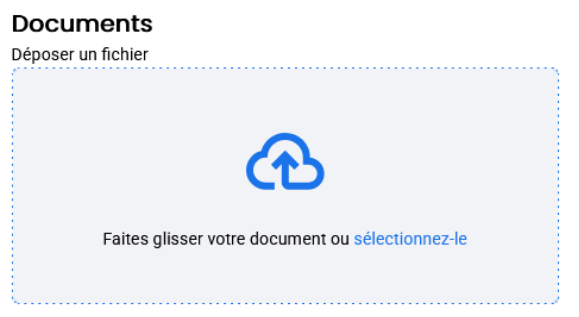 Documents
Déposer un fichier
Faites glisser votre document ou sélectionnez-le